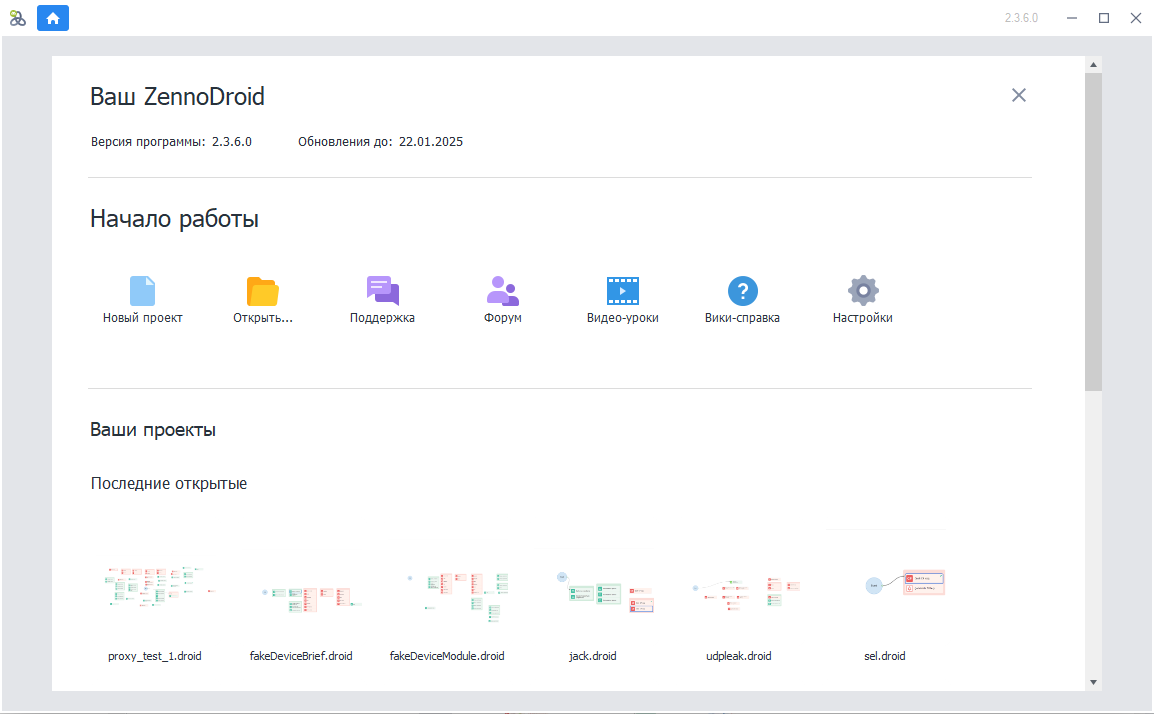 2.3.6.0
Ваш ZennoDroid
Версия программы: 2.3.6.0 Обновления до: 22.01.2025
Начало работы
Новый проект Открыть... Поддержка Форум Видео-уроки Вики-справка Настройки
Ваши проекты
Последние открытые
proxy_test_1.droid fakeDeviceBrief.droid fakeDeviceModule.droid jack.droid udpleak.droid sel.droid